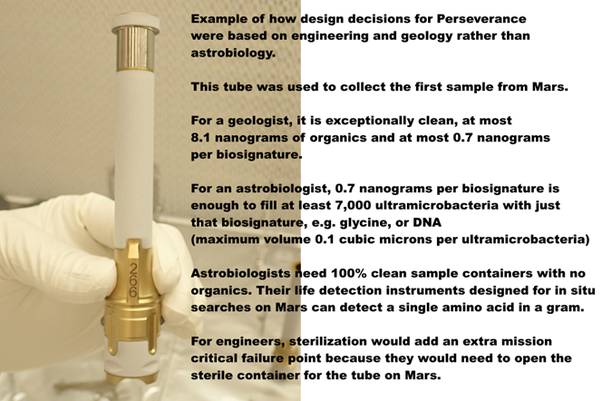 Example of how design decisions for Perseverance
were based on engineering and geology rather than
astrobiology.
This tube was used to collect the first sample from Mars.
For a geologist, it is exceptionally clean, at most
8.1 nanograms of organics and at most 0.7 nanograms
per biosignature.
For an astrobiologist, 0.7 nanograms per biosignature is
enough to fill at least 7,000 ultramicrobacteria with just
that biosignature, e.g. glycine, or DNA
(maximum volume 0.1 cubic microns per ultramicrobacteria)
Astrobiologists need 100% clean sample containers with no
organics. Their life detection instruments designed for in situ
searches on Mars can detect a single amino acid in a gram.
For engineers, sterilization would add an extra mission
critical failure point because they would need to open the
sterile container for the tube on Mars.
266